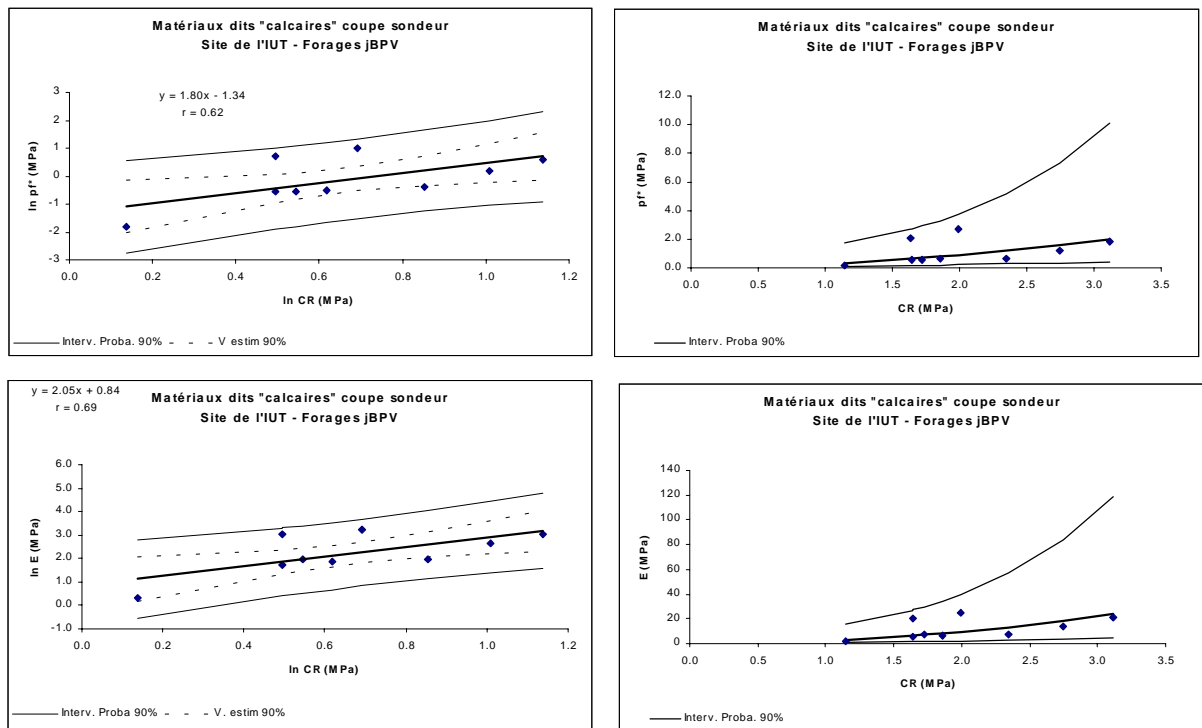 Matériaux dits "calcaires" coupe sondeur
Site de l'IUT - Forages jBPV
y = 1.80x - 1.34
r = 0.62
ln pf* (MPa)
3
2
1
0
-1
-2
-3
0.0 0.2 0.4 0.6 0.8 1.0 1.2
ln CR (MPa)
Interv. Proba. 90% V estim 90%
Matériaux dits "calcaires" coupe sondeur
Site de l'IUT - Forages jBPV
pf* (MPa)
12.0
10.0
8.0
6.0
4.0
2.0
0.0
0.0 0.5 1.0 1.5 2.0 2.5 3.0 3.5
CR (MPa)
Interv. Proba 90%
y = 2.05x + 0.84
r = 0.69
Matériaux dits "calcaires" coupe sondeur
Site de l'IUT - Forages jBPV
ln E (MPa)
6.0
5.0
4.0
3.0
2.0
1.0
0.0
-1.0
0.0 0.2 0.4 0.6 0.8 1.0 1.2
ln CR (MPa)
Interv. Proba 90% V. estim 90%
Matériaux dits "calcaires" coupe sondeur
Site de l'IUT - Forages jBPV
E (MPa)
140
120
100
80
60
40
20
0
0.0 0.5 1.0 1.5 2.0 2.5 3.0 3.5
CR (MPa)
Interv. Proba. 90%